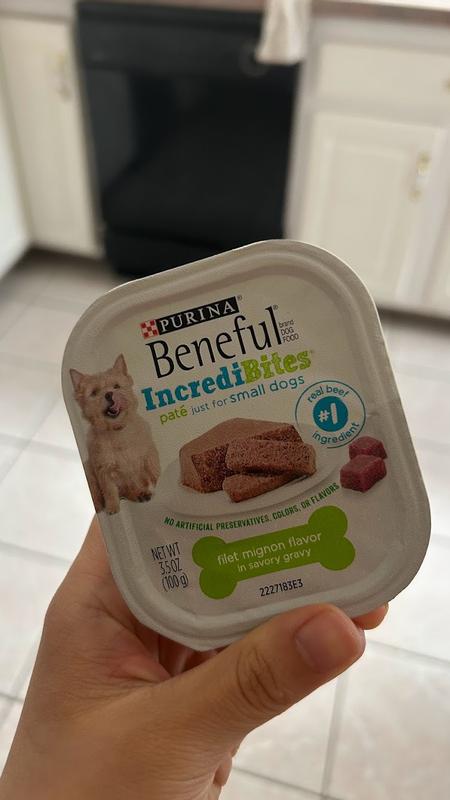 PURINA®
Beneful®
brand
DOG
FOOD
IncrediBites®
paté just for small dogs
real beef
#1
ingredient
NO ARTIFICIAL PRESERVATIVES, COLORS, OR FLAVORS
NET WT
3.5 OZ
(100 g)
filet mignon flavor
in savory gravy
2227183E3